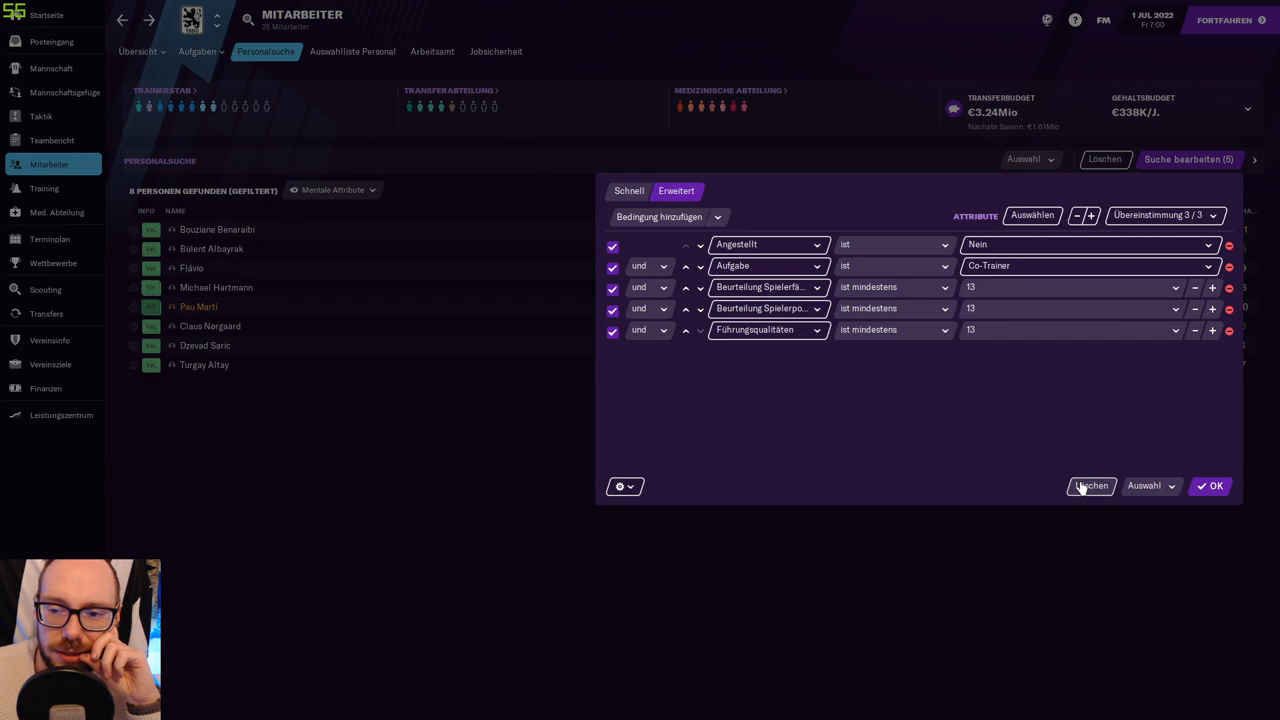 Startseite
MITARBEITER
25 Mitarbeiter
FM
1 JUL 2022
Fr 7:00
FORTFAHREN
Posteingang
Mannschaft
Mannschaftsgefüge
Taktik
Teambericht
Mitarbeiter
Training
Med. Abteilung
Terminplan
Wettbewerbe
Scouting
Transfers
Vereinsinfo
Vereinsziele
Finanzen
Leistungszentrum
Übersicht
Aufgaben
Personalsuche
Auswahlliste Personal
Arbeitsamt
Jobsicherheit
TRAINERSTAB
TRANSFERABTEILUNG
MEDIZINISCHE ABTEILUNG
TRANSFERBUDGET
€3.24Mio
Nächste Saison: €1.61Mio
GEHALTSBUDGET
€338K/J.
PERSONALSUCHE
Auswahl
Löschen
Suche bearbeiten (5)
8 PERSONEN GEFUNDEN (GEFILTERT)
Mentale Attribute
INFO
NAME
Bouziane Benaraibi
Bülent Albayrak
Flávio
Michael Hartmann
Pau Martí
Claus Nørgaard
Dzevad Saric
Turgay Altay
Schnell
Erweitert
Bedingung hinzufügen
ATTRIBUTE
Auswählen
Übereinstimmung 3 / 3
Angestellt ist Nein
und Aufgabe ist Co-Trainer
und Beurteilung Spielerfä... ist mindestens 13
und Beurteilung Spielerpo... ist mindestens 13
und Führungsqualitäten ist mindestens 13
Auswahl
OK